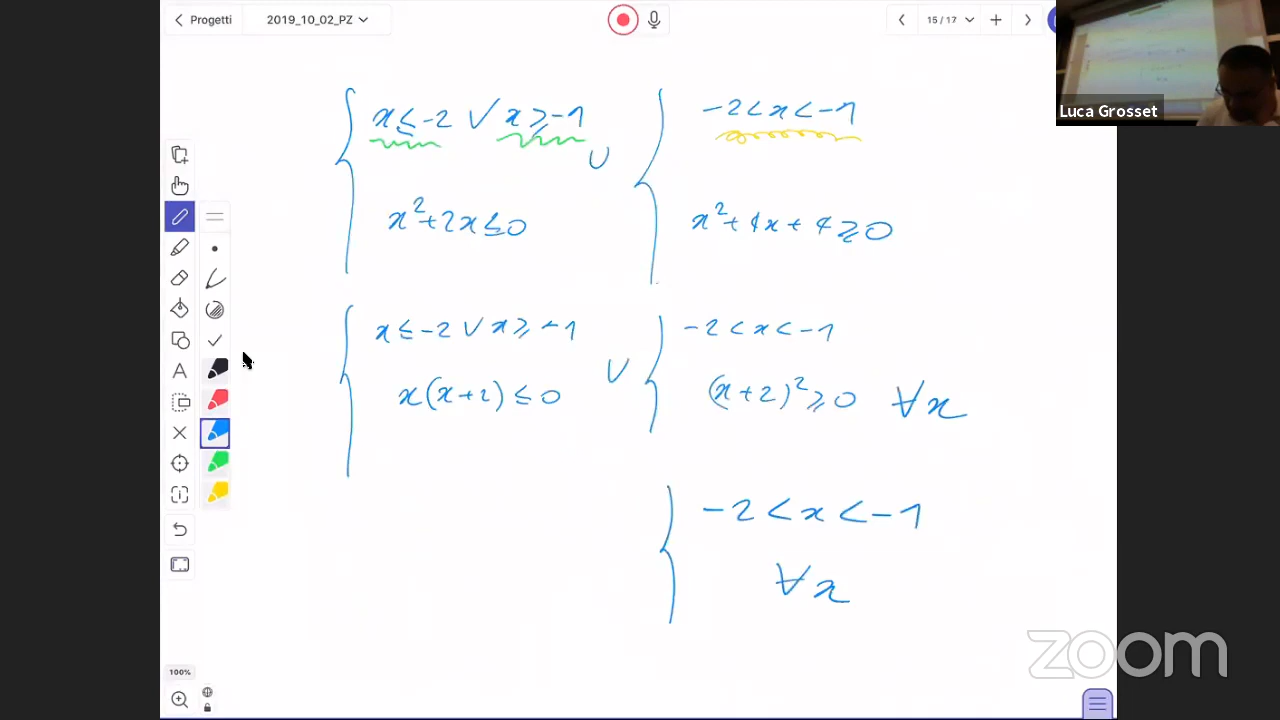 Progetti 2019_10_02_PZ 15 / 17
Luca Grosset
x ≤ -2 ∨ x ≥ -1 ∪ -2 < x < -1
x² + 2x ≤ 0 x² + 4x + 4 ≥ 0
x ≤ -2 ∨ x ≥ -1 ∪ -2 < x < -1
x(x+2) ≤ 0 (x+2)² ≥ 0 ∀x
-2 < x < -1
∀x
A
zoom
100%